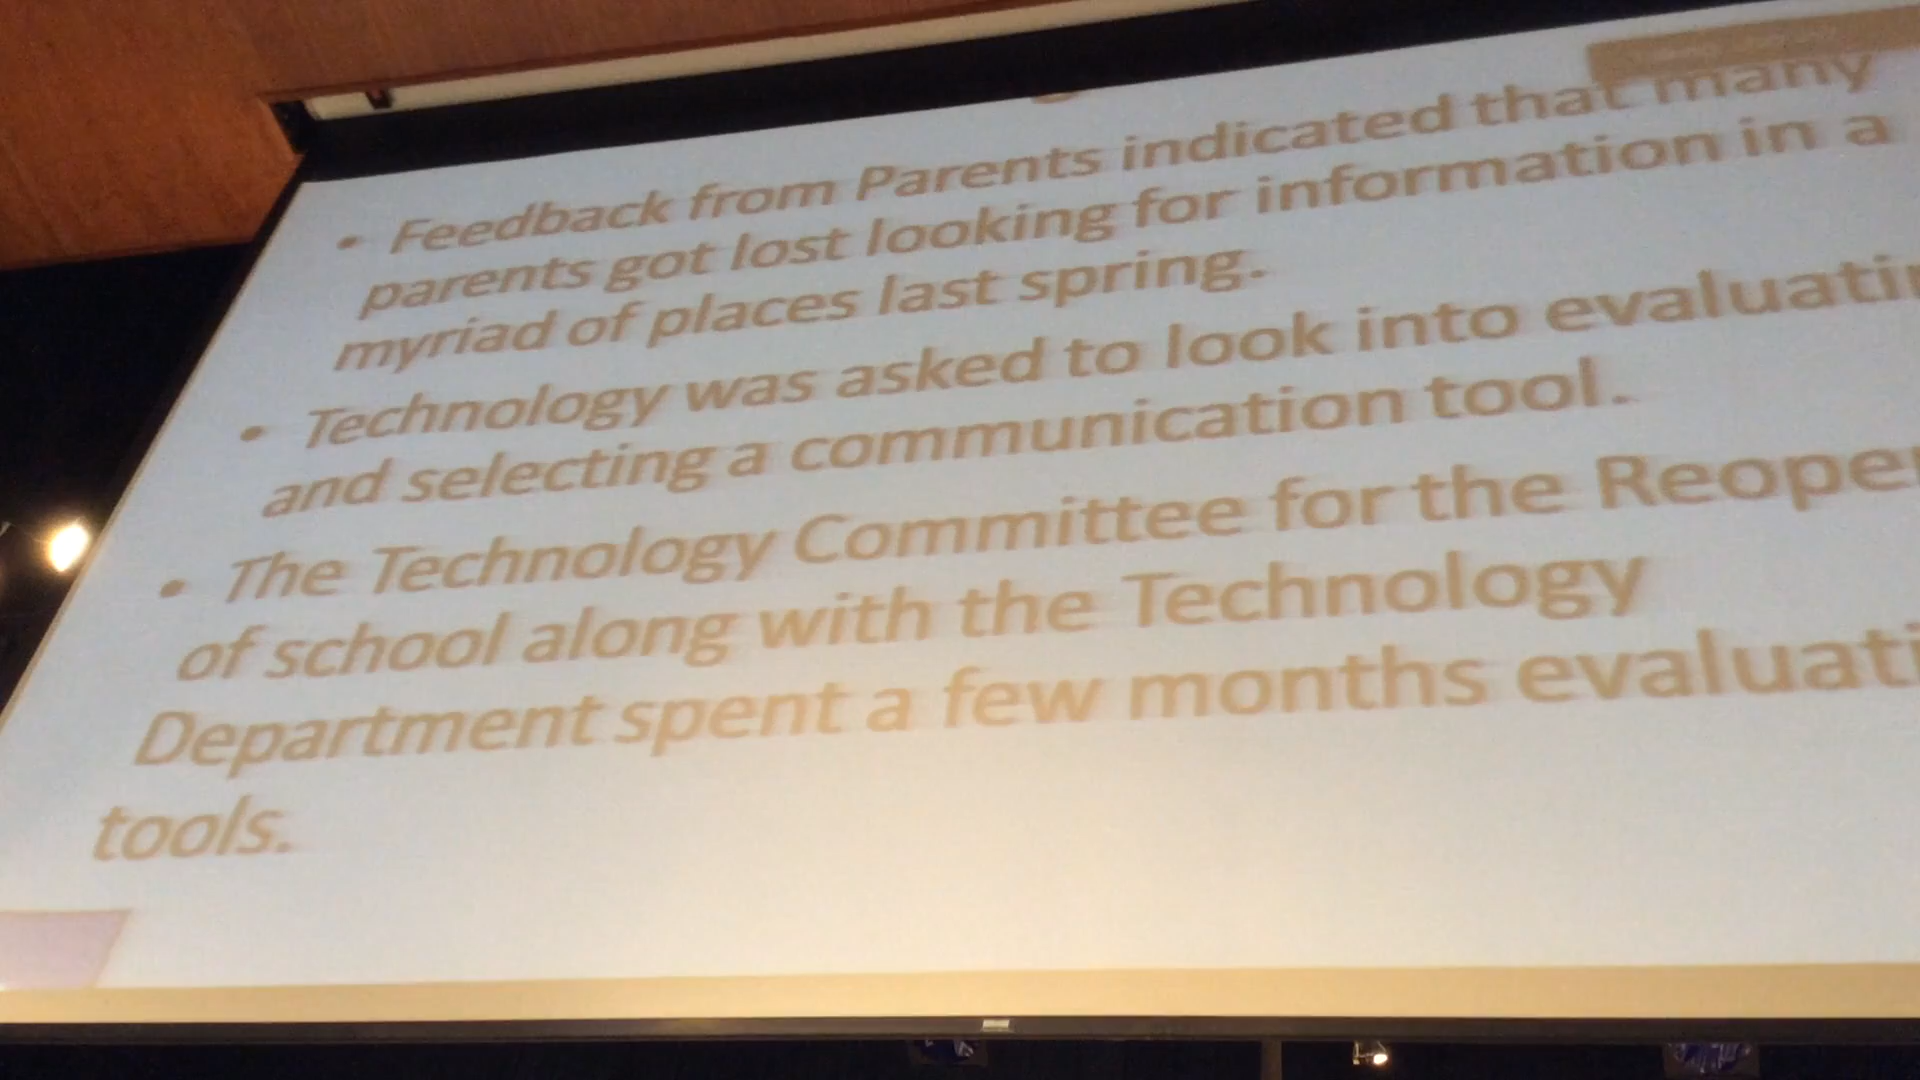 • Feedback from Parents indicated that many
parents got lost looking for information in a
myriad of places last spring.
• Technology was asked to look into evaluatin
and selecting a communication tool.
• The Technology Committee for the Reoper
of school along with the Technology
Department spent a few months evaluati
tools.